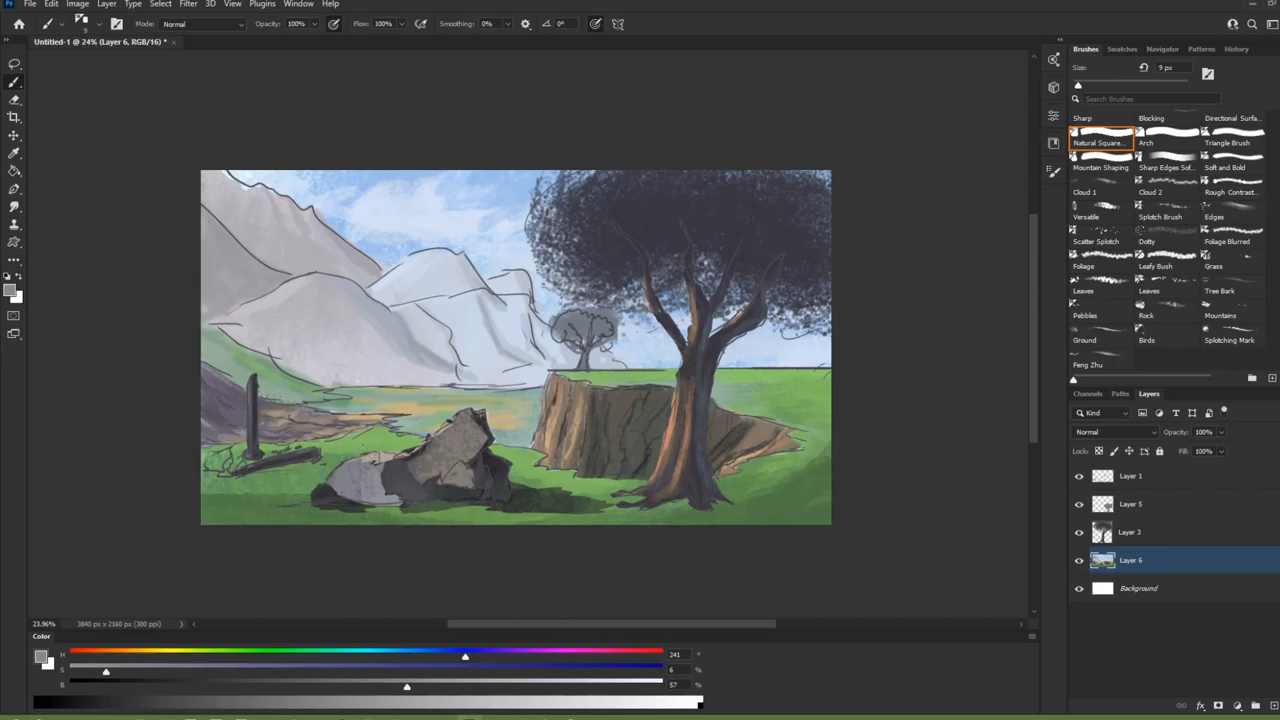 File Edit Image Layer Type Select Filter 3D View Plugins Window Help
9 Mode: Normal Opacity: 100% Flow: 100% Smoothing: 0% 0°
Untitled-1 @ 24% (Layer 6, RGB/16) *
Brushes Swatches Navigator Patterns History
Size: 9 px
Search Brushes
Sharp Blocking Directional Surfa...
Natural Square... Arch Triangle Brush
Mountain Shaping Sharp Edges Sof... Soft and Bold
Cloud 1 Cloud 2 Rough Contrast...
Versatile Splotch Brush Edges
Scatter Splotch Dotty Foliage Blurred
Foliage Leafy Bush Grass
Leaves Leaves Tree Bark
Pebbles Rock Mountains
Ground Birds Splotching Mark
Feng Zhu
Channels Paths Layers
Kind
Normal Opacity: 100%
Lock: Fill: 100%
Layer 1
Layer 5
Layer 3
Layer 6
Background
23.96% 3840 px x 2160 px (300 ppi)
Color
H 241 °
S 6 %
B 57 %